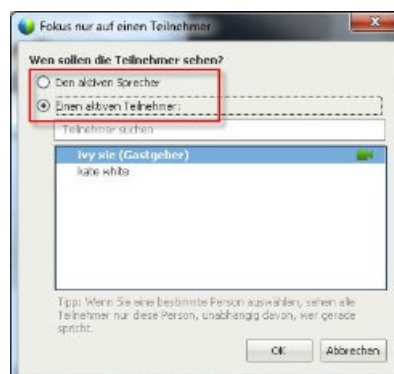 Fokus nur auf einen Teilnehmer
Wen sollen die Teilnehmer sehen?
Den aktiven Sprecher
Einen aktiven Teilnehmer:
Teilnehmer suchen
ivy xie (Gastgeber)
kate white
Tipp: Wenn Sie eine bestimmte Person auswählen, sehen alle
Teilnehmer nur diese Person, unabhängig davon, wer gerade
spricht.
OK
Abbrechen